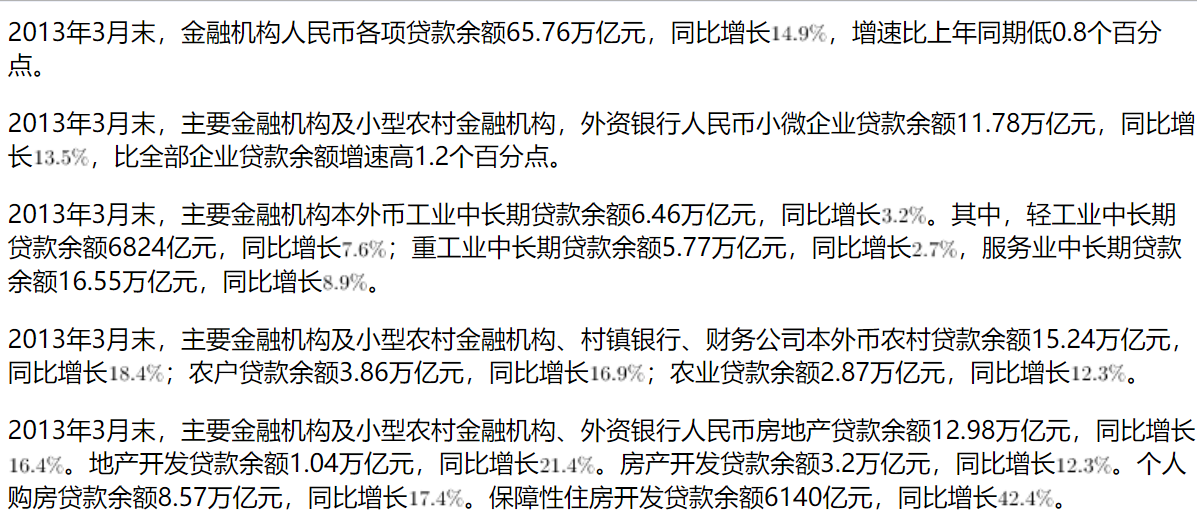 2013年3月末，金融机构人民币各项贷款余额65.76万亿元，同比增长14.9%，增速比上年同期低0.8个百分
点。
2013年3月末，主要金融机构及小型农村金融机构，外资银行人民币小微企业贷款余额11.78万亿元，同比增
长13.5%，比全部企业贷款余额增速高1.2个百分点。
2013年3月末，主要金融机构本外币工业中长期贷款余额6.46万亿元，同比增长3.2%。其中，轻工业中长期
贷款余额6824亿元，同比增长7.6%；重工业中长期贷款余额5.77万亿元，同比增长2.7%，服务业中长期贷款
余额16.55万亿元，同比增长8.9%。
2013年3月末，主要金融机构及小型农村金融机构、村镇银行、财务公司本外币农村贷款余额15.24万亿元，
同比增长18.4%；农户贷款余额3.86万亿元，同比增长16.9%；农业贷款余额2.87万亿元，同比增长12.3%。
2013年3月末，主要金融机构及小型农村金融机构、外资银行人民币房地产贷款余额12.98万亿元，同比增长
16.4%。地产开发贷款余额1.04万亿元，同比增长21.4%。房产开发贷款余额3.2万亿元，同比增长12.3%。个人
购房贷款余额8.57万亿元，同比增长17.4%。保障性住房开发贷款余额6140亿元，同比增长42.4%。